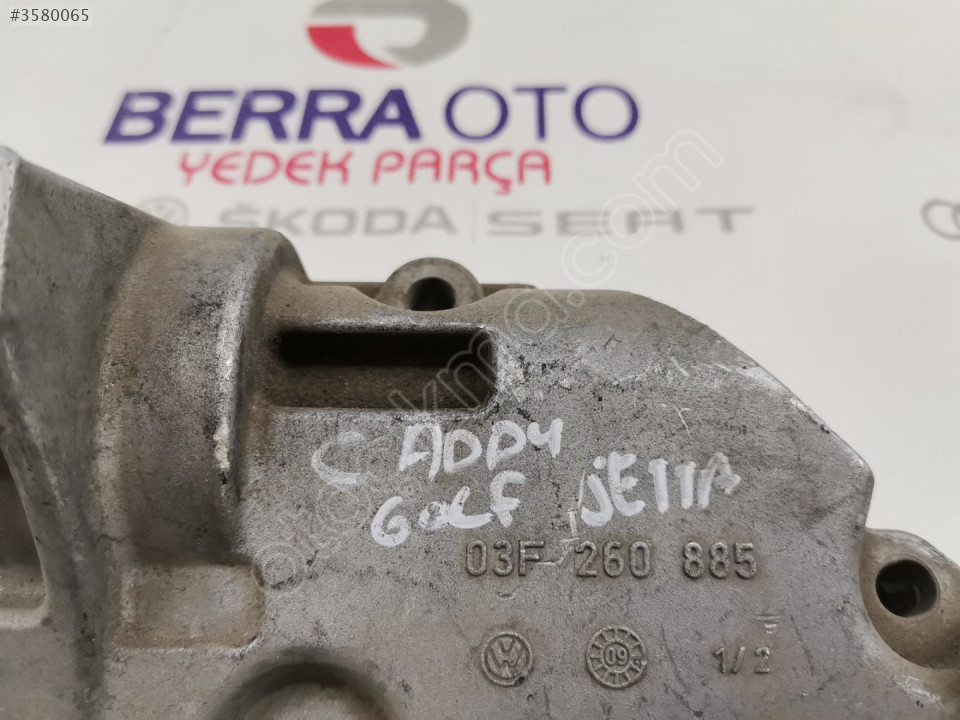 #3580065
BERRA OTO
YEDEK PARÇA
ŠKODA SEAT
CADDY
GOLF JETTA
03F 260 885
09 1/2